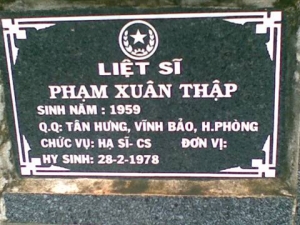 LIỆT SĨ
PHẠM XUÂN THẬP
SINH NĂM : 1959
Q.Q: TÂN HƯNG, VĨNH BẢO, H.PHÒNG
CHỨC VỤ: HẠ SĨ- CS ĐƠN VỊ:
HY SINH: 28-2-1978